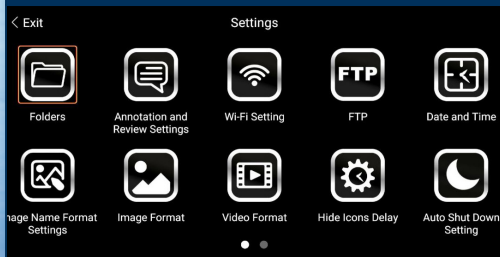 < Exit
Settings
FTP
Folders
Annotation and
Review Settings
Wi-Fi Setting
FTP
Date and Time
nage Name Format
Settings
Image Format
Video Format
Hide Icons Delay
Auto Shut Down
Setting